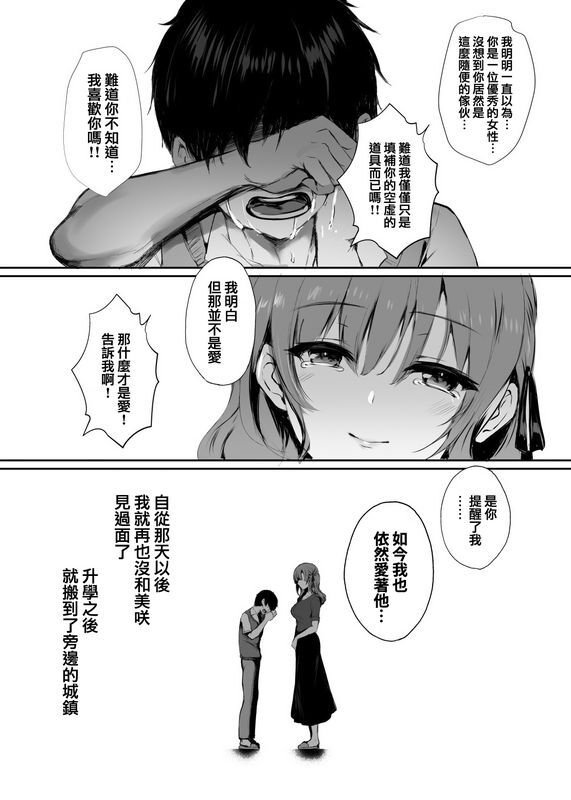 我明明一直以為…
你是一位優秀的女性…
沒想到你居然是
這麼隨便的傢伙…
難道我僅僅只是
填補你的空虛的
道具而已嗎!!
難道你不知道…
我喜歡你嗎!!
我明白
但那並不是愛
那什麼才是愛！
告訴我啊！
是你
提醒了我
……
如今我也
依然愛著他…
自從那天以後
我就再也沒和美咲
見過面了
升學之後
就搬到了旁邊的城鎮